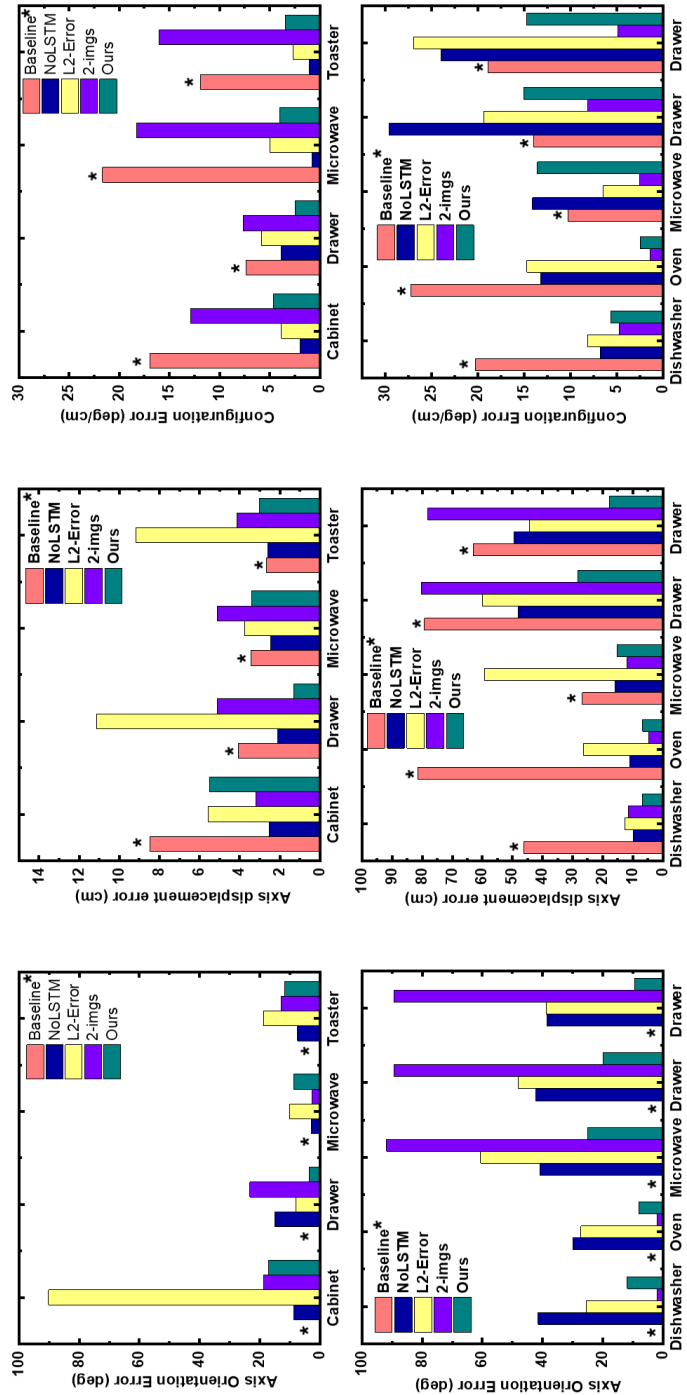 Axis Orientation Error (deg)
100
80
60
40
20
0
Baseline*
NoLSTM
L2-Error
2-imgs
Ours
*
*
*
*
Cabinet
Drawer
Microwave
Toaster
Axis displacement error (cm)
14
12
10
8
6
4
2
0
Baseline*
NoLSTM
L2-Error
2-imgs
Ours
*
*
*
*
Cabinet
Drawer
Microwave
Toaster
Configuration Error (deg/cm)
30
25
20
15
10
5
0
Baseline*
NoLSTM
L2-Error
2-imgs
Ours
*
*
*
*
Cabinet
Drawer
Microwave
Toaster
Axis Orientation Error (deg)
100
80
60
40
20
0
Baseline*
NoLSTM
L2-Error
2-imgs
Ours
*
*
*
*
*
Dishwasher
Oven
Microwave
Drawer
Drawer
Axis displacement error (cm)
100
90
80
70
60
50
40
30
20
10
0
Baseline*
NoLSTM
L2-Error
2-imgs
Ours
*
*
*
*
*
Dishwasher
Oven
Microwave
Drawer
Drawer
Configuration Error (deg/cm)
30
25
20
15
10
5
0
Baseline*
NoLSTM
L2-Error
2-imgs
Ours
*
*
*
*
*
Dishwasher
Oven
Microwave
Drawer
Drawer